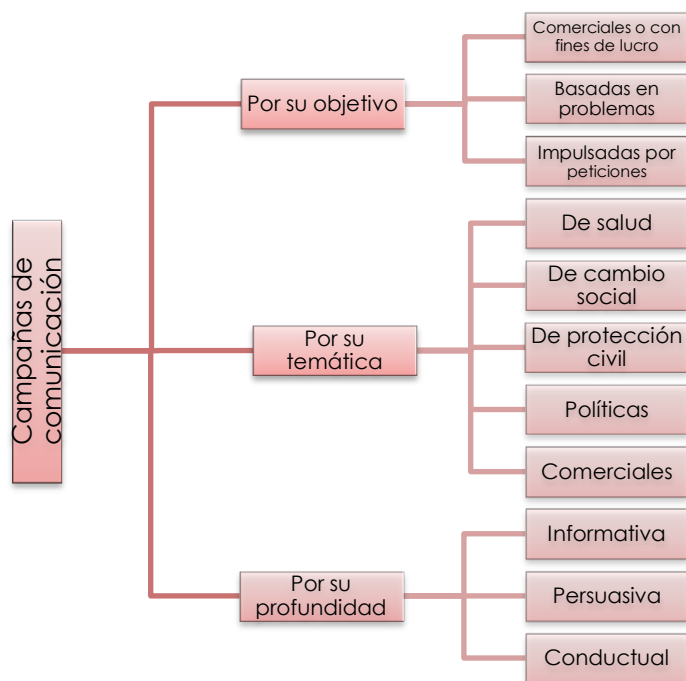 Campañas de
comunicación
Por su objetivo
Comerciales o con
fines de lucro
Basadas en
problemas
Impulsadas por
peticiones
Por su
temática
De salud
De cambio
social
De protección
civil
Políticas
Comerciales
Por su
profundidad
Informativa
Persuasiva
Conductual